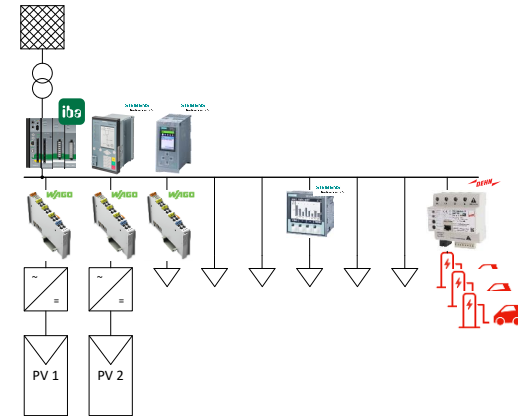 iba
WAGO
WAGO
WAGO
DEHN
~
=
~
=
PV 1
PV 2